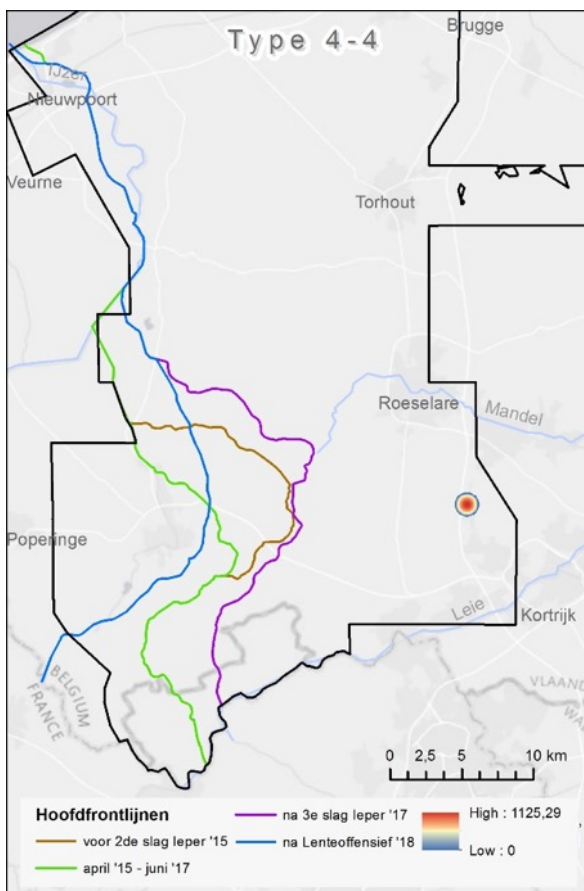 Type 4-4
Brugge
IJzer
Nieuwpoort
Veurne
Torhout
Roeselare
Mandel
Poperinge
Leie
Kortrijk
BELGIUM
FRANCE
VLAAND
WA
0 2,5 5 10 km
Hoofdfrontlijnen
voor 2de slag Ieper '15
april '15 - juni '17
na 3e slag Ieper '17
na Lenteoffensief '18
High : 1125,29
Low : 0